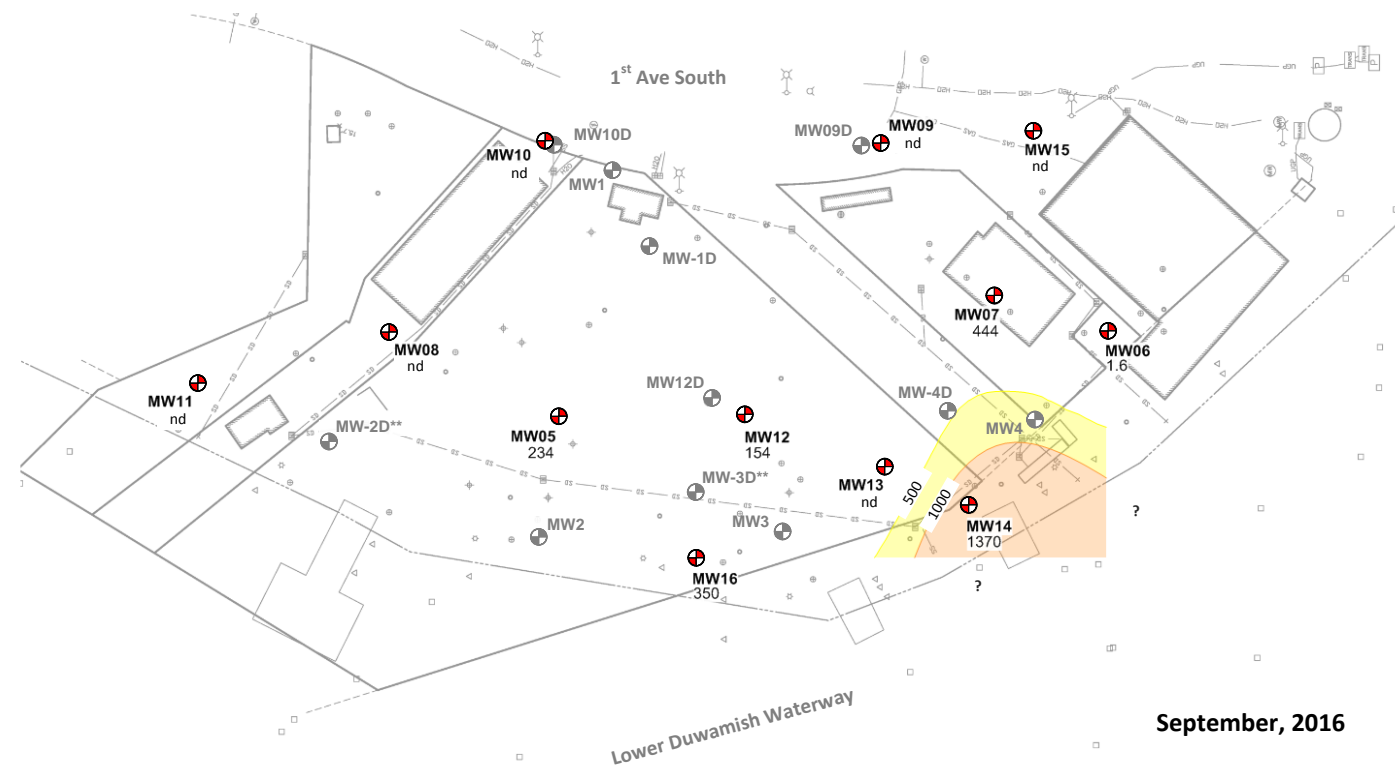 1st Ave South
MW10D
MW10
nd
MW1
MW09D
MW09
nd
MW15
nd
MW-1D
MW07
444
MW06
1.6
MW08
nd
MW11
nd
MW12D
MW-4D
MW4
MW05
234
MW12
154
MW-2D**
MW13
nd
500
1000
MW-3D**
MW3
MW2
MW14
1370
?
MW16
350
?
Lower Duwamish Waterway
September, 2016